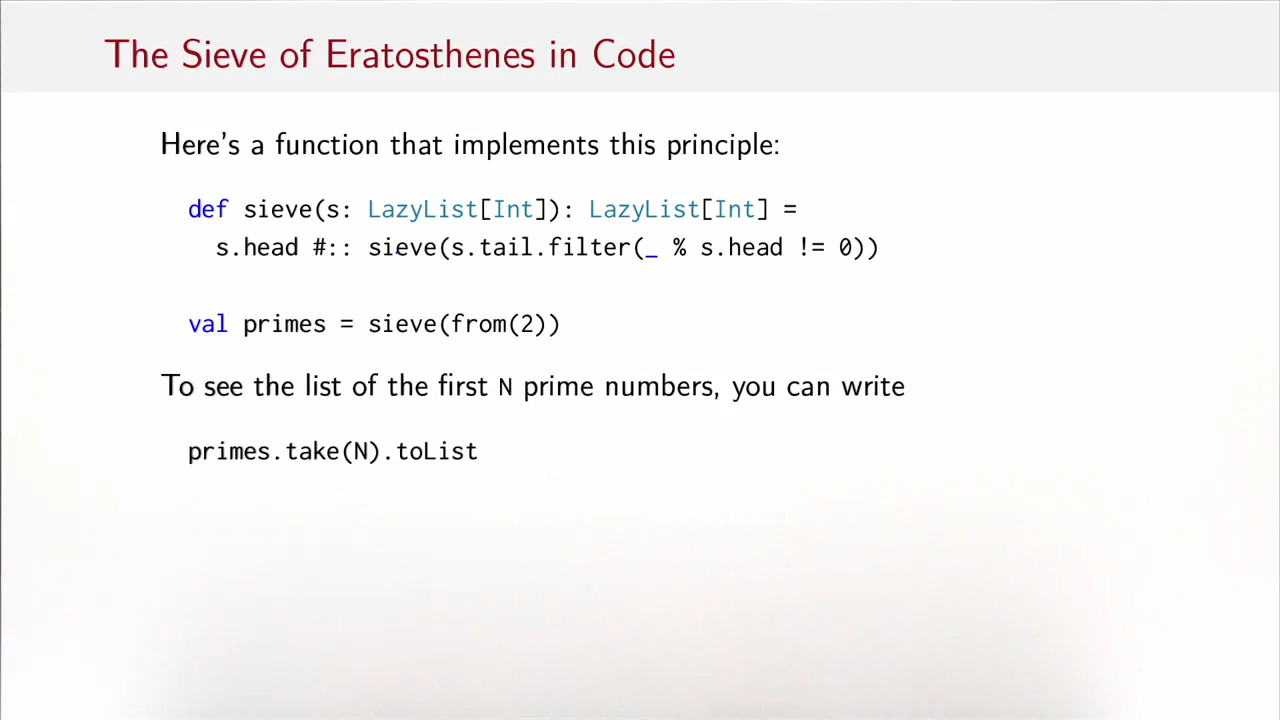 The Sieve of Eratosthenes in Code
Here's a function that implements this principle:
def sieve(s: LazyList[Int]): LazyList[Int] =
s.head #:: sieve(s.tail.filter(_ % s.head != 0))
val primes = sieve(from(2))
To see the list of the first N prime numbers, you can write
primes.take(N).toList